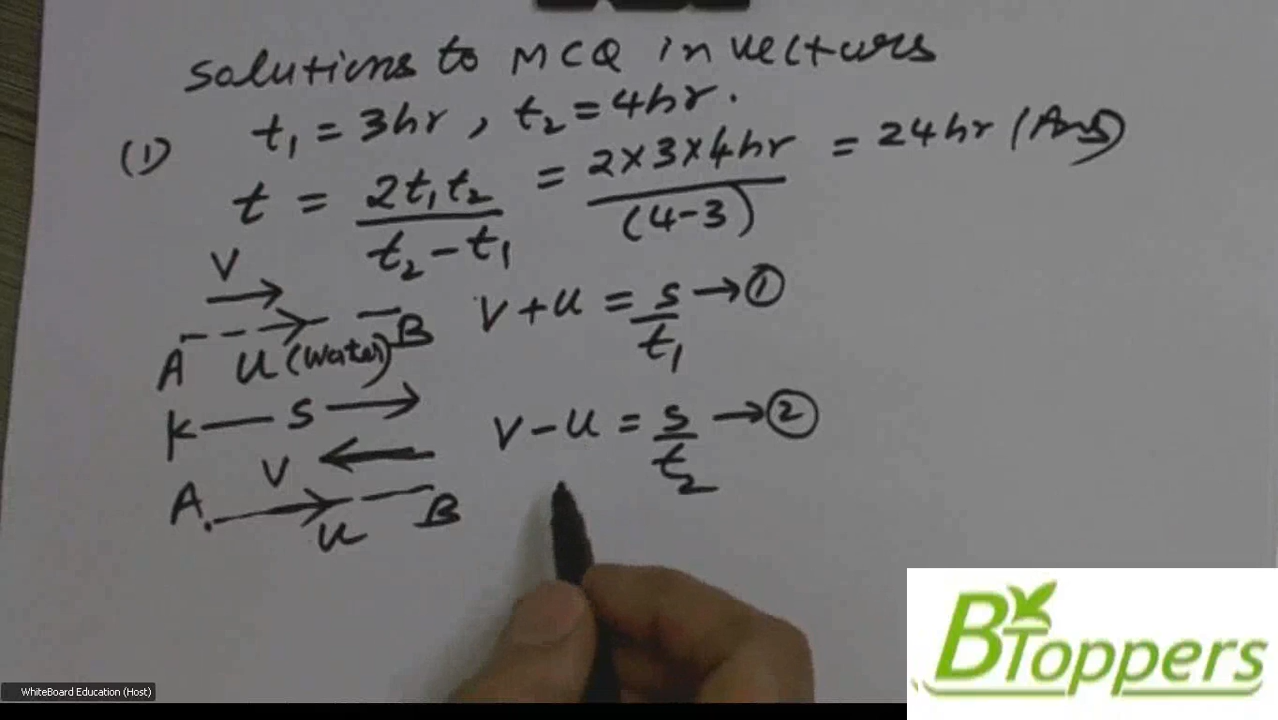 solutions to MCQ in vectors
(1) t₁ = 3hr, t₂ = 4hr.
t = 2t₁t₂/(t₂-t₁) = 2×3×4hr/(4-3) = 24hr (Ans)
V
A B
u (water)
V+u = s/t₁ → ①
K s
V-u = s/t₂ → ②
V
A. B
u
BToppers
WhiteBoard Education (Host)